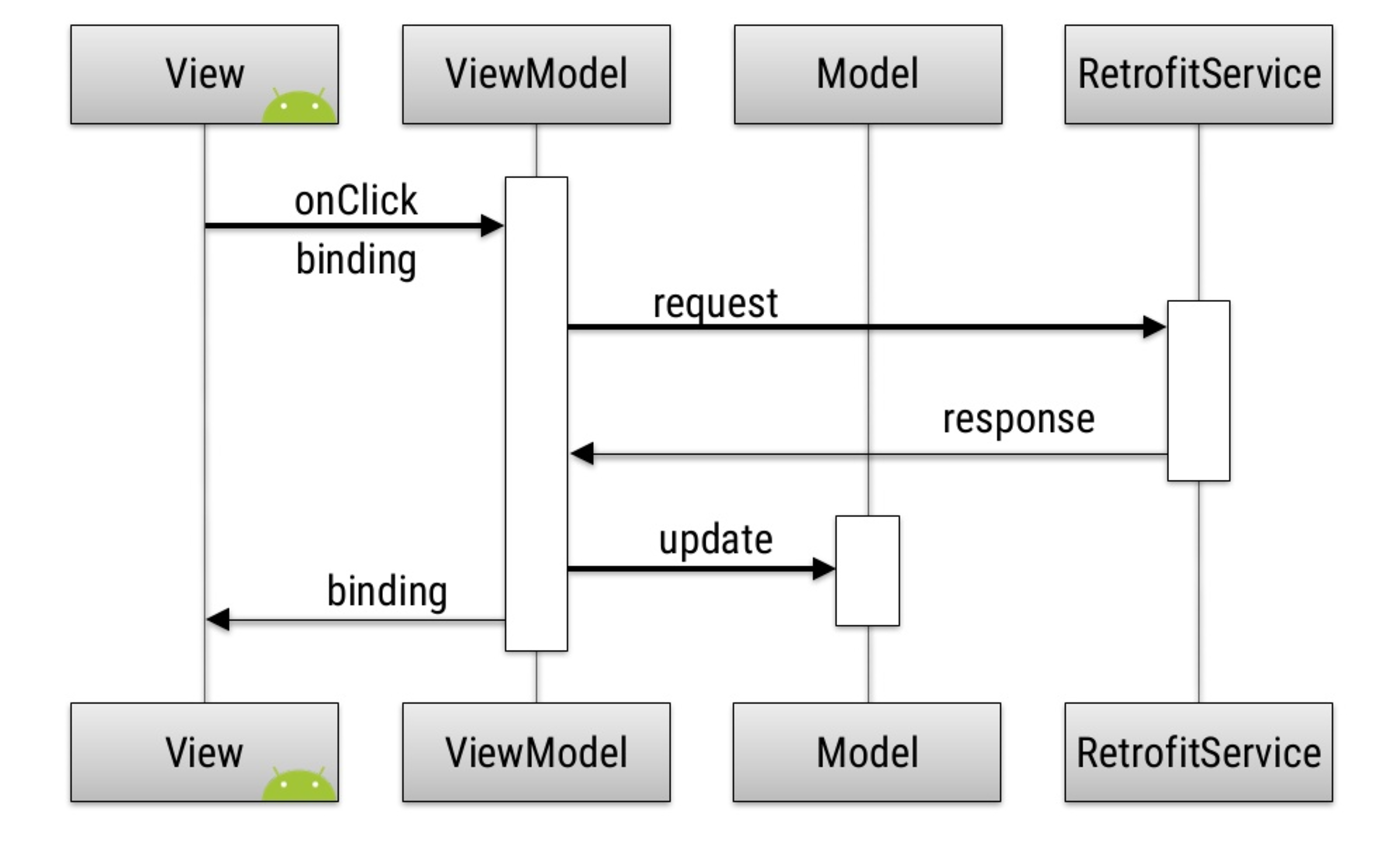 View
ViewModel
Model
RetrofitService
onClick
binding
request
response
update
binding
View
ViewModel
Model
RetrofitService